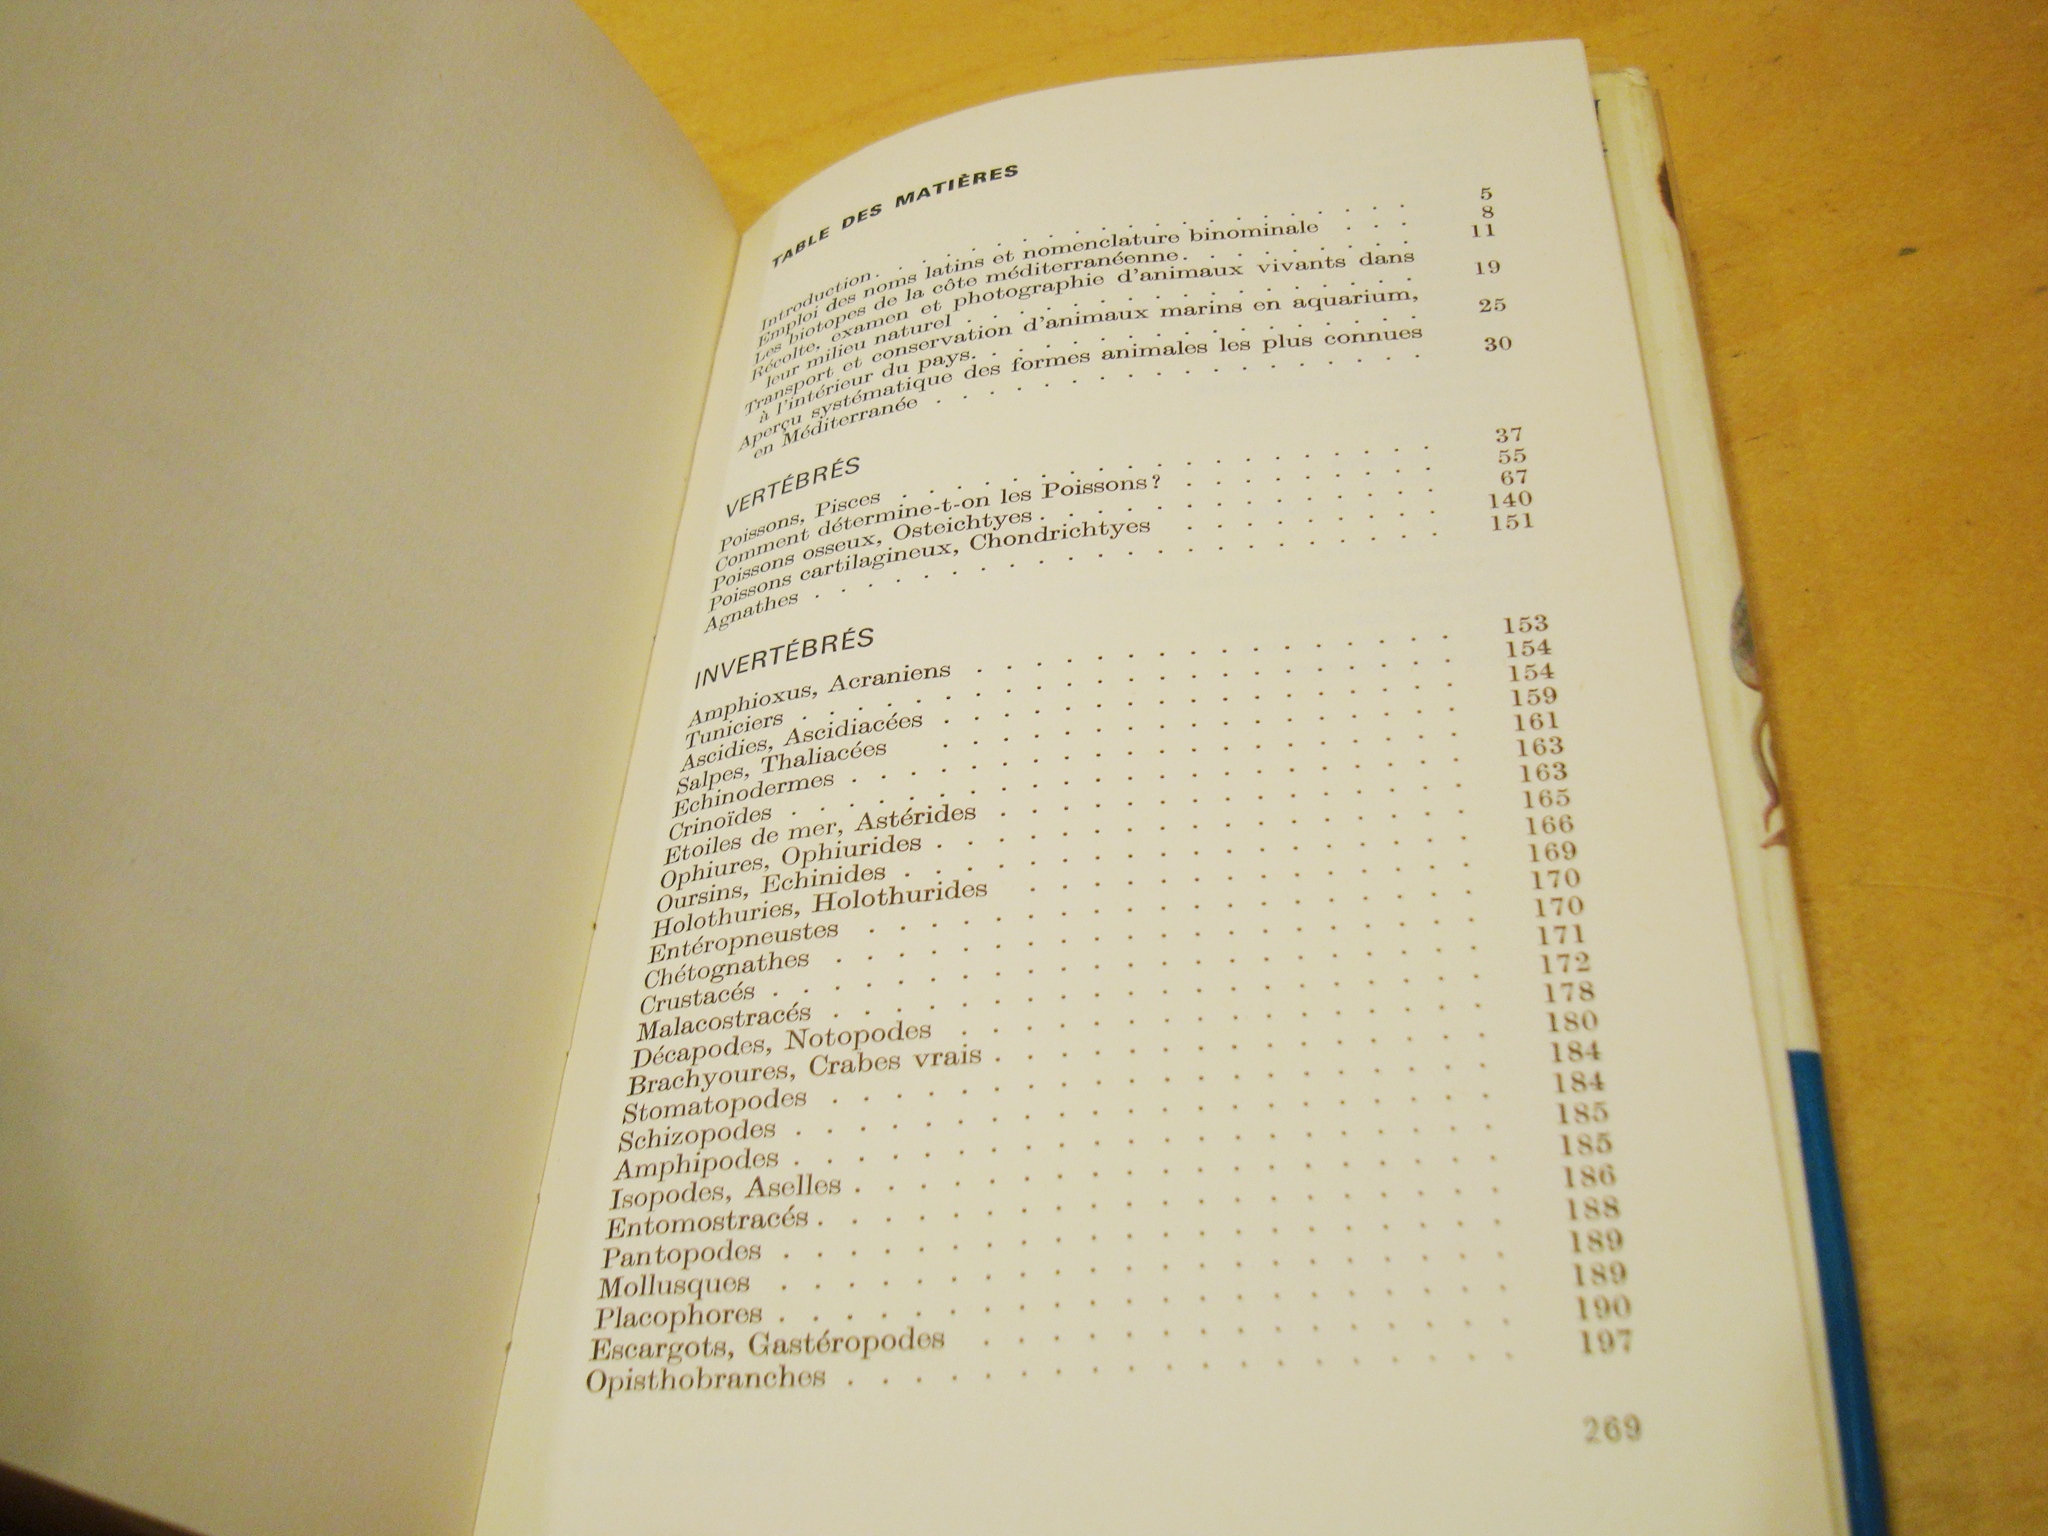 TABLE DES MATIÈRES
Introduction. . . . . . . . . . . . . . . . . . 5
Emploi des noms latins et nomenclature binominale . . . 8
Les biotopes de la côte méditerranéenne. . . . . . . . 11
Récolte, examen et photographie d'animaux vivants dans
leur milieu naturel . . . . . . . . . . . . . . . 19
Transport et conservation d'animaux marins en aquarium,
à l'intérieur du pays. . . . . . . . . . . . . . . 25
Aperçu systématique des formes animales les plus connues
en Méditerranée . . . . . . . . . . . . . . . . 30
VERTÉBRÉS
Poissons, Pisces . . . . . . . . . . . . . . . . 37
Comment détermine-t-on les Poissons? . . . . . . . . 55
Poissons osseux, Osteichtyes . . . . . . . . . . . . 67
Poissons cartilagineux, Chondrichtyes . . . . . . . . 140
Agnathes . . . . . . . . . . . . . . . . . . . 151
INVERTÉBRÉS
Amphioxus, Acraniens . . . . . . . . . . . . . . 153
Tuniciers . . . . . . . . . . . . . . . . . . . 154
Ascidies, Ascidiacées . . . . . . . . . . . . . . . 154
Salpes, Thaliacées . . . . . . . . . . . . . . . 159
Echinodermes . . . . . . . . . . . . . . . . . . 161
Crinoïdes . . . . . . . . . . . . . . . . . . . 163
Etoiles de mer, Astérides . . . . . . . . . . . . . 163
Ophiures, Ophiurides . . . . . . . . . . . . . . . 165
Oursins, Echinides . . . . . . . . . . . . . . . . 166
Holothuries, Holothurides . . . . . . . . . . . . . 169
Entéropneustes . . . . . . . . . . . . . . . . . 170
Chétognathes . . . . . . . . . . . . . . . . . . 170
Crustacés . . . . . . . . . . . . . . . . . . . 171
Malacostracés . . . . . . . . . . . . . . . . . . 172
Décapodes, Notopodes . . . . . . . . . . . . . . 178
Brachyoures, Crabes vrais . . . . . . . . . . . . . 180
Stomatopodes . . . . . . . . . . . . . . . . . . 184
Schizopodes . . . . . . . . . . . . . . . . . . . 184
Amphipodes . . . . . . . . . . . . . . . . . . . 185
Isopodes, Aselles . . . . . . . . . . . . . . . . . 185
Entomostracés . . . . . . . . . . . . . . . . . . 186
Pantopodes . . . . . . . . . . . . . . . . . . . 188
Mollusques . . . . . . . . . . . . . . . . . . . 189
Placophores . . . . . . . . . . . . . . . . . . . 189
Escargots, Gastéropodes . . . . . . . . . . . . . . 190
Opisthobranches . . . . . . . . . . . . . . . . . 197
269